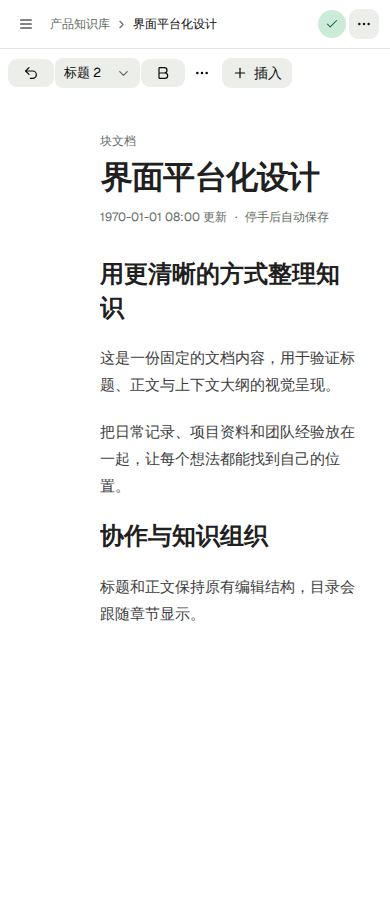 产品知识库 > 界面平台化设计
标题 2 B ... + 插入
块文档
界面平台化设计
1970-01-01 08:00 更新 · 停手后自动保存
用更清晰的方式整理知
识
这是一份固定的文档内容，用于验证标
题、正文与上下文大纲的视觉呈现。
把日常记录、项目资料和团队经验放在
一起，让每个想法都能找到自己的位
置。
协作与知识组织
标题和正文保持原有编辑结构，目录会
跟随章节显示。